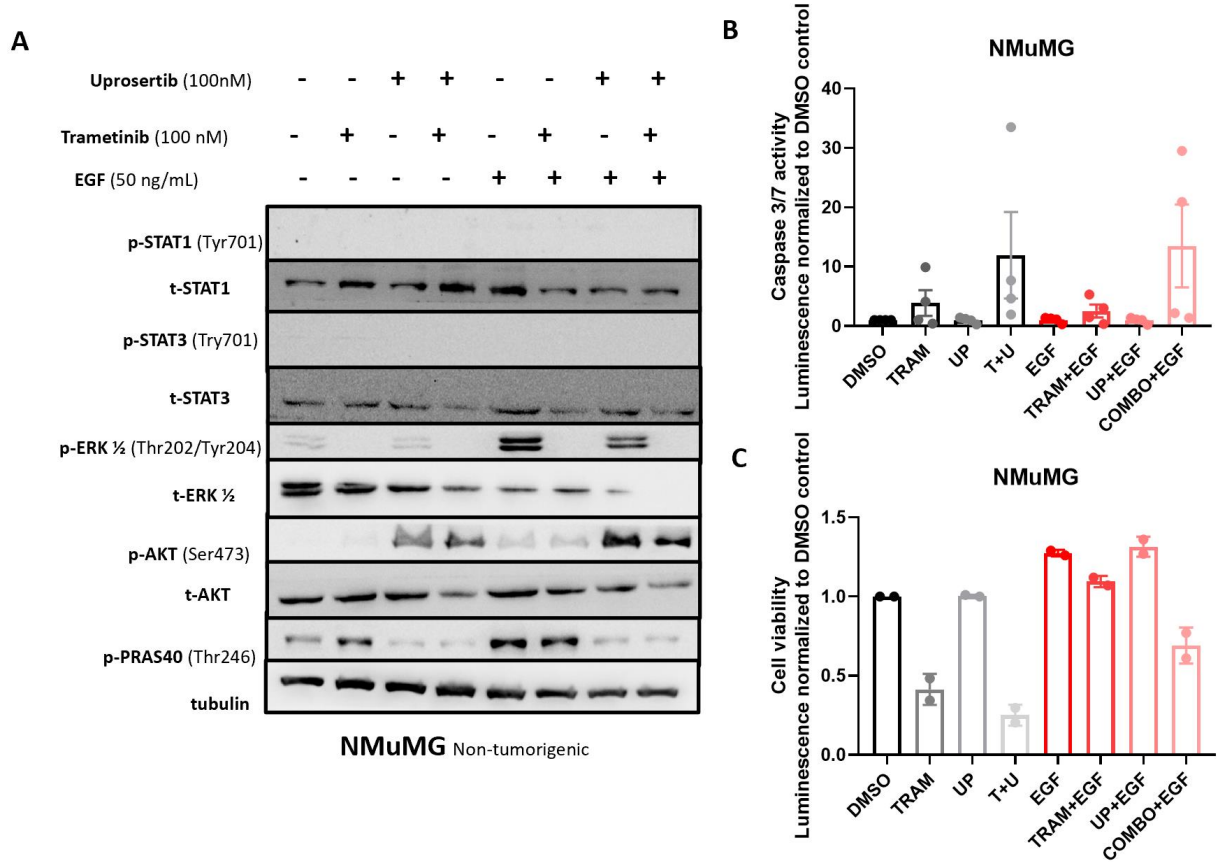 A
Uprosertib (100nM) - - + + - - + +
Trametinib (100 nM) - + - + - + - +
EGF (50 ng/mL) - - - - + + + +
p-STAT1 (Tyr701)
t-STAT1
p-STAT3 (Try701)
t-STAT3
p-ERK ½ (Thr202/Tyr204)
t-ERK ½
p-AKT (Ser473)
t-AKT
p-PRAS40 (Thr246)
tubulin
NMuMG Non-tumorigenic
B
NMuMG
Caspase 3/7 activity
Luminescence normalized to DMSO control
40
30
20
10
0
DMSO
TRAM
UP
T+U
EGF
TRAM+EGF
UP+EGF
COMBO+EGF
C
NMuMG
Cell viability
Luminescence normalized to DMSO control
1.5
1.0
0.5
0.0
DMSO
TRAM
UP
T+U
EGF
TRAM+EGF
UP+EGF
COMBO+EGF